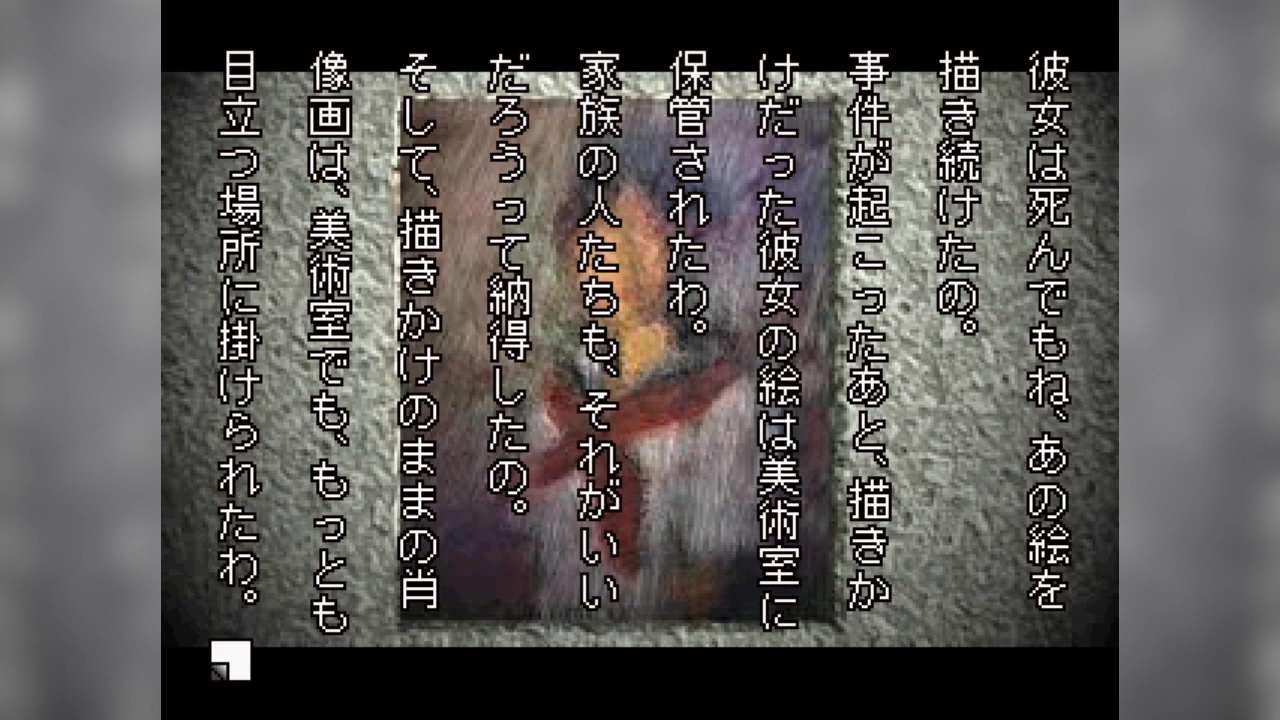 彼女は死んでもね、あの絵を
描き続けたの。
事件が起こったあと、描きか
けだった彼女の絵は美術室に
保管されたわ。
家族の人たちも、それがいい
だろうって納得したの。
そして、描きかけのままの肖
像画は、美術室でも、もっとも
目立つ場所に掛けられたわ。